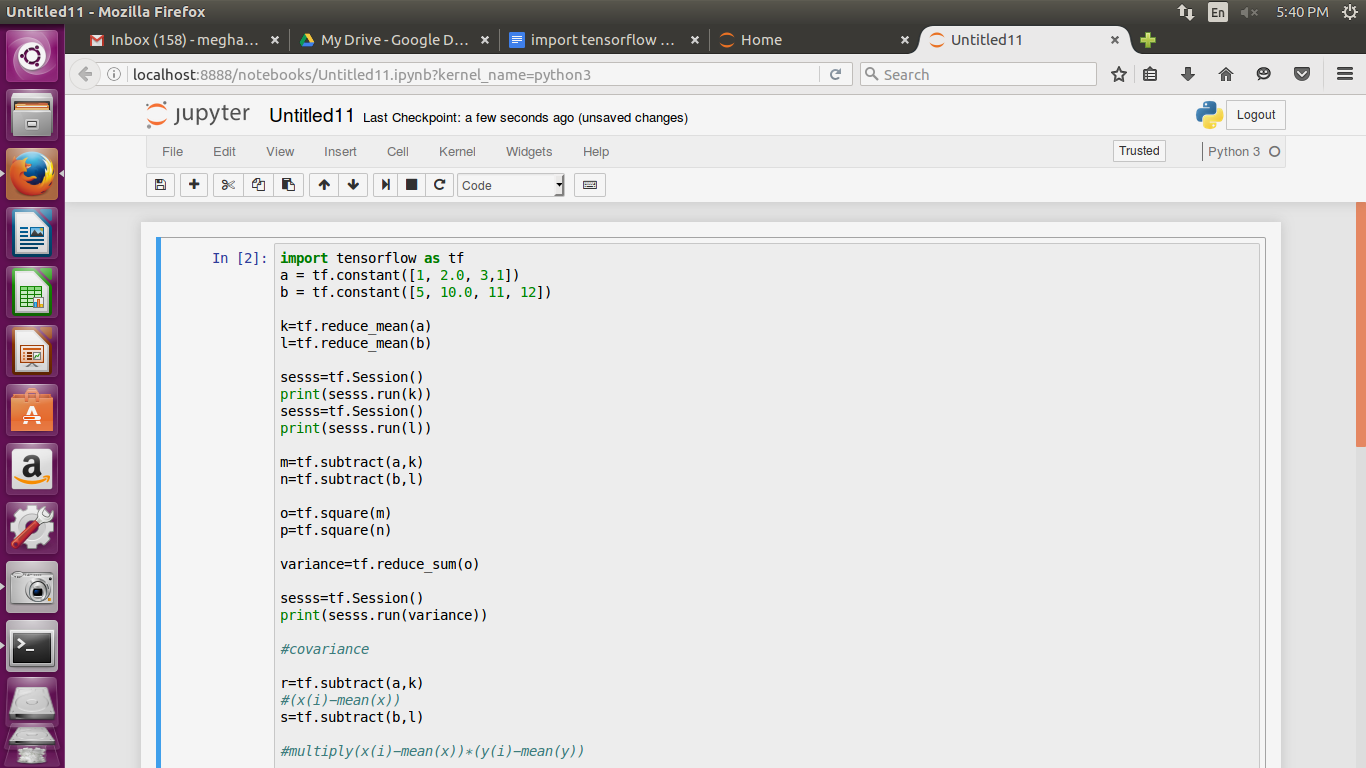 Untitled11 - Mozilla Firefox
En
5:40 PM
Inbox (158) - megha...
My Drive - Google D...
import tensorflow ...
Home
Untitled11
localhost:8888/notebooks/Untitled11.ipynb?kernel_name=python3
Search
jupyter
Untitled11
Last Checkpoint: a few seconds ago (unsaved changes)
Logout
File
Edit
View
Insert
Cell
Kernel
Widgets
Help
Trusted
Python 3
Code
In [2]:
import tensorflow as tf
a = tf.constant([1, 2.0, 3,1])
b = tf.constant([5, 10.0, 11, 12])
k=tf.reduce_mean(a)
l=tf.reduce_mean(b)
sesss=tf.Session()
print(sesss.run(k))
sesss=tf.Session()
print(sesss.run(l))
m=tf.subtract(a,k)
n=tf.subtract(b,l)
o=tf.square(m)
p=tf.square(n)
variance=tf.reduce_sum(o)
sesss=tf.Session()
print(sesss.run(variance))
#covariance
r=tf.subtract(a,k)
#(x(i)−mean(x))
s=tf.subtract(b,l)
#multiply(x(i)−mean(x))∗(y(i)−mean(y))